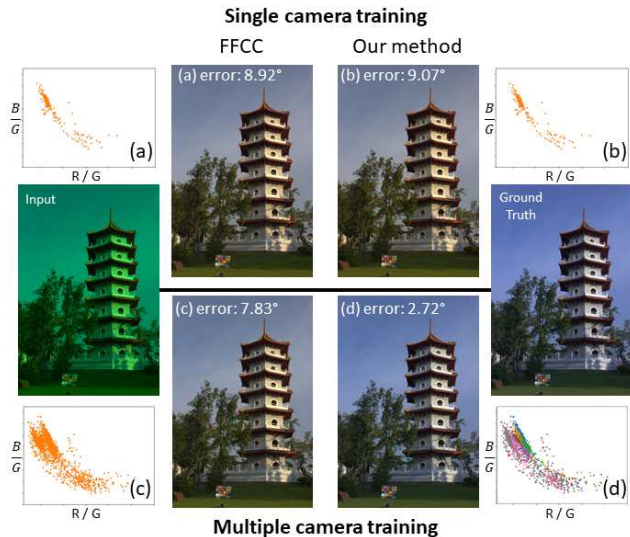 Single camera training
FFCC
Our method
(a) error: 8.92°
(b) error: 9.07°
B
G
(a)
R / G
B
G
(b)
R / G
Input
Ground
Truth
(c) error: 7.83°
(d) error: 2.72°
B
G
(c)
R / G
B
G
(d)
R / G
Multiple camera training